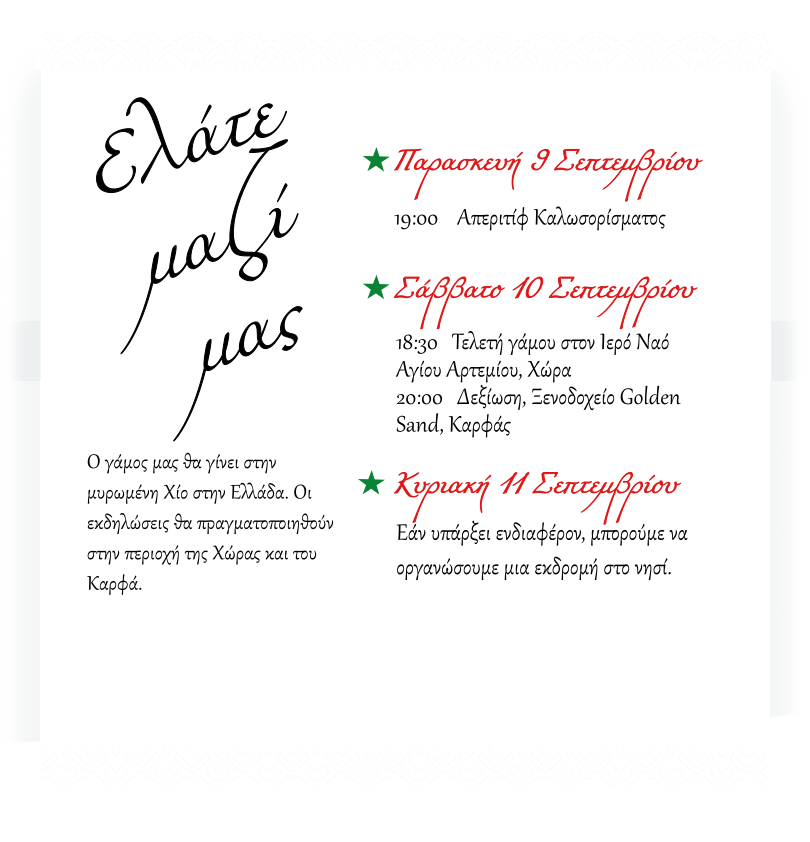 Ελάτε
μαζί
μας
Ο γάμος μας θα γίνει στην
μυρωμένη Χίο στην Ελλάδα. Οι
εκδηλώσεις θα πραγματοποιηθούν
στην περιοχή της Χώρας και του
Καρφά.
Παρασκευή 9 Σεπτεμβρίου
19:00 Απεριτίφ Καλωσορίσματος
Σάββατο 10 Σεπτεμβρίου
18:30 Τελετή γάμου στον Ιερό Ναό
Αγίου Αρτεμίου, Χώρα
20:00 Δεξίωση, Ξενοδοχείο Golden
Sand, Καρφάς
Κυριακή 11 Σεπτεμβρίου
Εάν υπάρξει ενδιαφέρον, μπορούμε να
οργανώσουμε μια εκδρομή στο νησί.